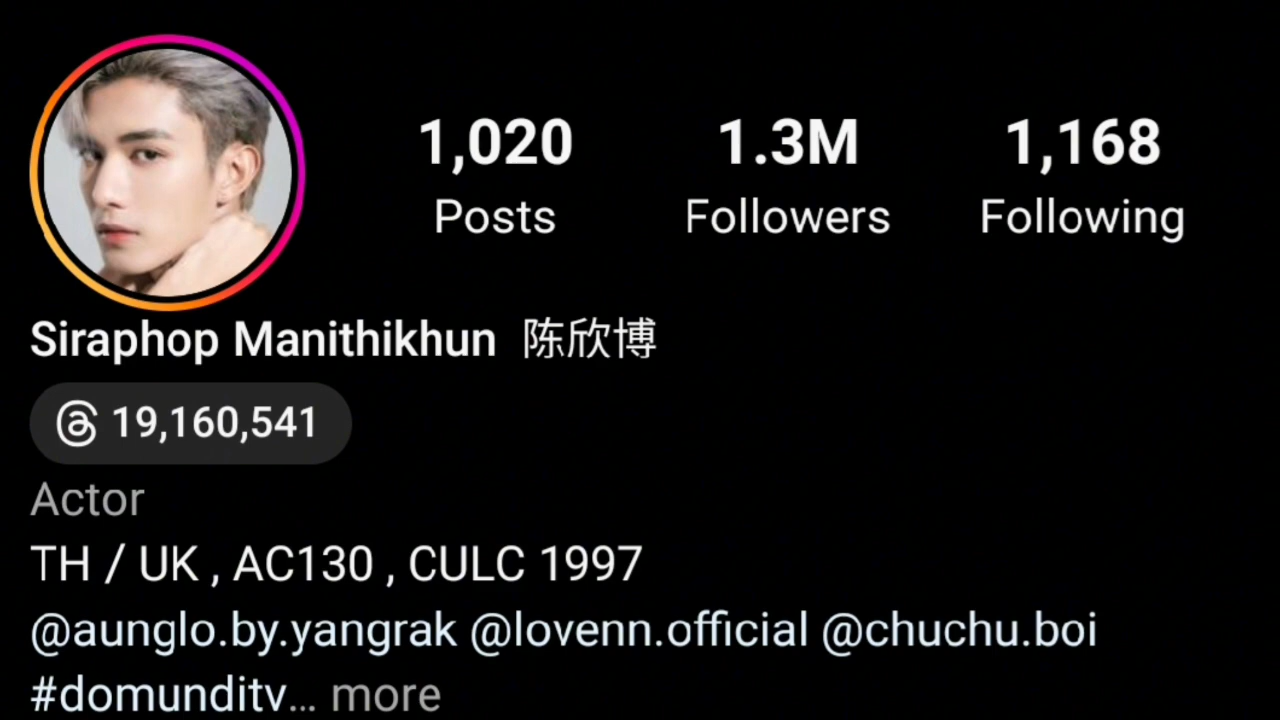 1,020 1.3M 1,168
Posts Followers Following
Siraphop Manithikhun 陈欣博
19,160,541
Actor
TH / UK , AC130 , CULC 1997
@aunglo.by.yangrak @lovenn.official @chuchu.boi
#domunditv... more